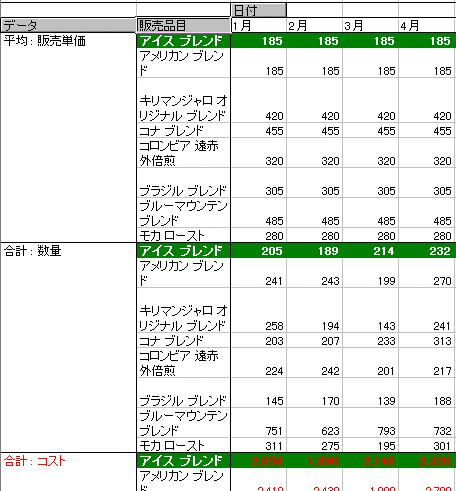 日付
データ 販売品目 1月 2月 3月 4月
平均 : 販売単価 アイス ブレンド 185 185 185 185
アメリカン ブレン
ド 185 185 185 185
キリマンジャロ オ
リジナル ブレンド 420 420 420 420
コナ ブレンド 455 455 455 455
コロンビア 遠赤
外倍煎 320 320 320 320
ブラジル ブレンド 305 305 305 305
ブルーマウンテン
ブレンド 485 485 485 485
モカ ロースト 280 280 280 280
合計 : 数量 アイス ブレンド 205 189 214 232
アメリカン ブレン
ド 241 243 199 270
キリマンジャロ オ
リジナル ブレンド 258 194 143 241
コナ ブレンド 203 207 233 313
コロンビア 遠赤
外倍煎 224 242 201 217
ブラジル ブレンド 145 170 139 188
ブルーマウンテン
ブレンド 751 623 793 732
モカ ロースト 311 275 195 301
合計 : コスト アイス ブレンド 2,050 1,890 2,140 2,320
アメリカン ブレン